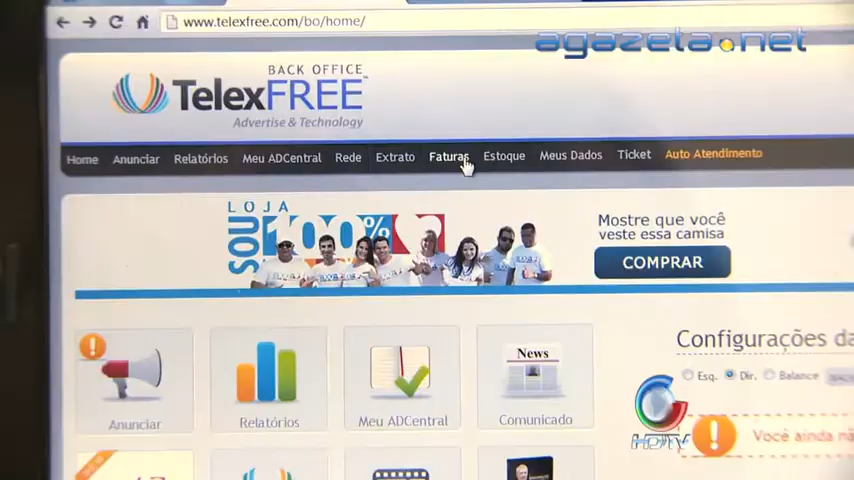 www.telexfree.com/bo/home/
agazeta.net
BACK OFFICE
TelexFREE
Advertise & Technology
Home Anunciar Relatórios Meu ADCentral Rede Extrato Faturas Estoque Meus Dados Ticket Auto Atendimento
LOJA
SOU 100%
Mostre que você
veste essa camisa
COMPRAR
News
Anunciar Relatórios Meu ADCentral Comunicado
Configurações da
Esq. Dir. Balance
HDTV
Você ainda nã